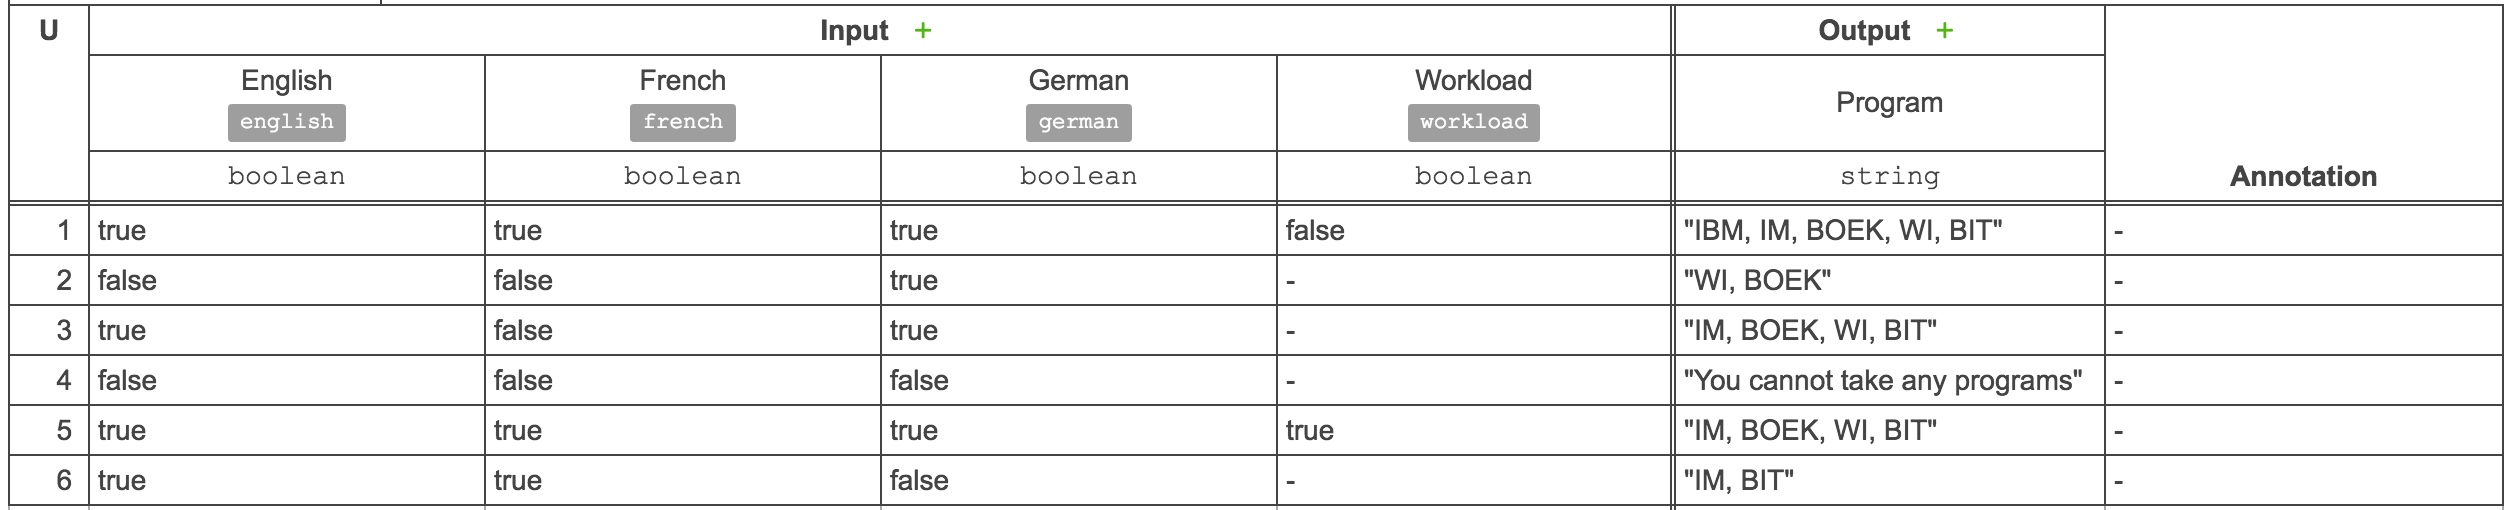 U Input + Output +
English French German Workload Program
english french german workload
boolean boolean boolean boolean string Annotation
1 true true true false "IBM, IM, BOEK, WI, BIT" -
2 false false true - "WI, BOEK" -
3 true false true - "IM, BOEK, WI, BIT" -
4 false false false - "You cannot take any programs" -
5 true true true true "IM, BOEK, WI, BIT" -
6 true true false - "IM, BIT" -